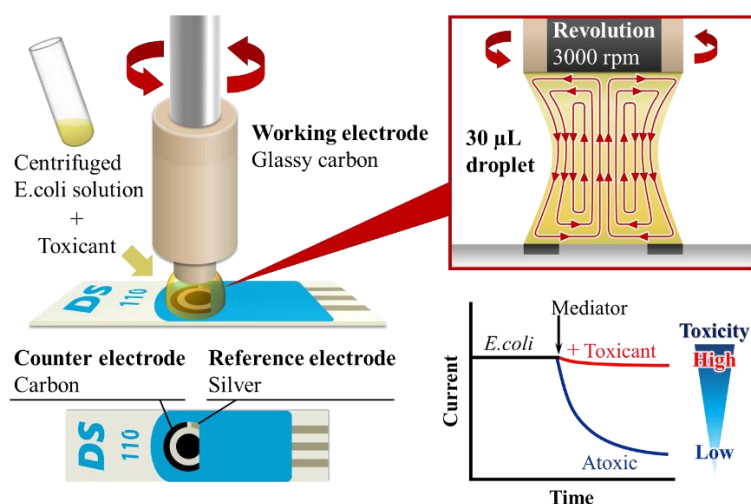 Centrifuged
E.coli solution
+
Toxicant
Working electrode
Glassy carbon
DS
110
Counter electrode
Carbon
Reference electrode
Silver
DS
110
Revolution
3000 rpm
30 µL
droplet
Mediator
E.coli
+ Toxicant
Atoxic
Current
Time
Toxicity
High
Low